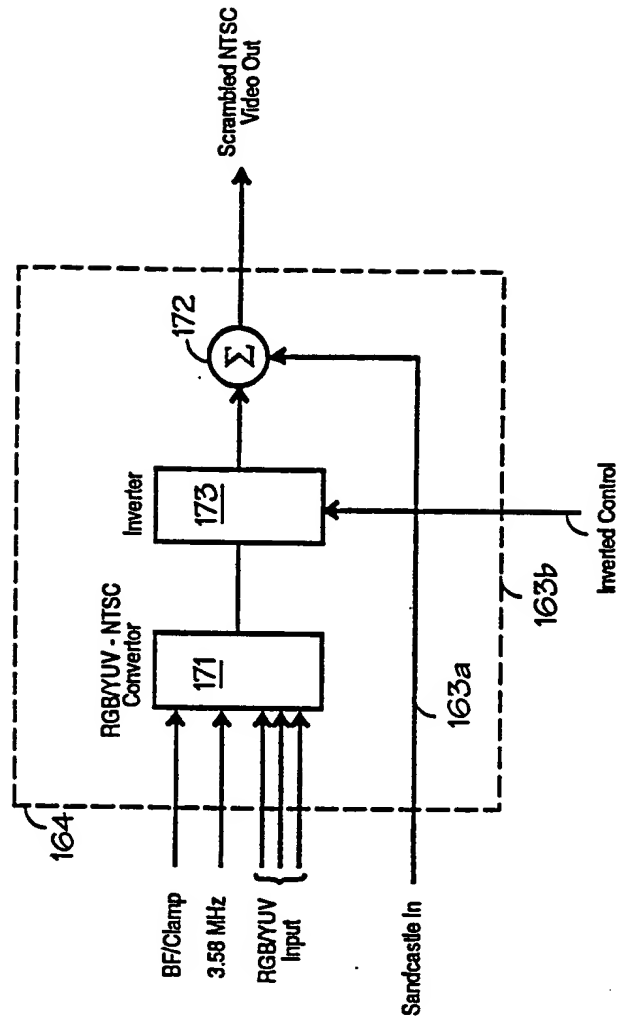 164
BF/Clamp
3.58 MHz
RGB/YUV
Input
Sandcastle In
RGB/YUV - NTSC
Convertor
171
Inverter
173
172
Σ
Scrambled NTSC
Video Out
163a
163b
Inverted Control